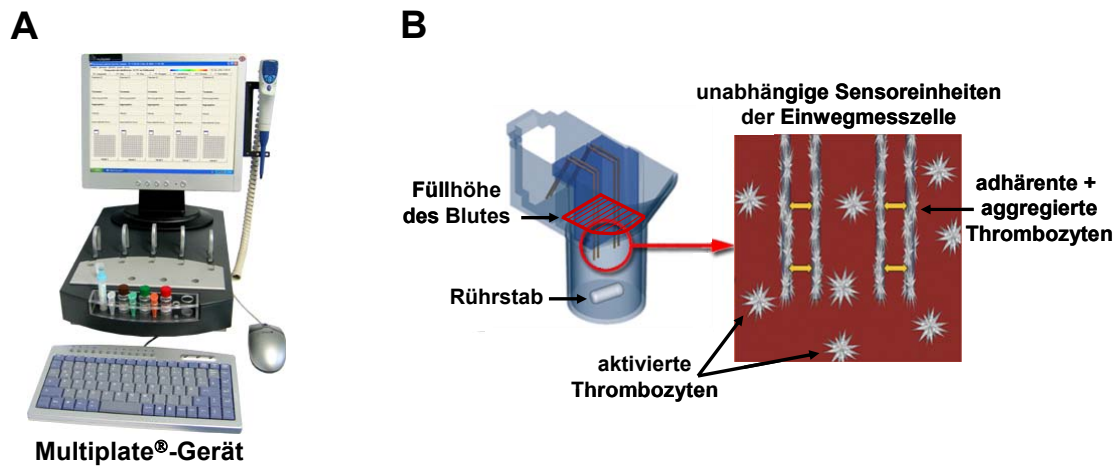 A
Multiplate®-Gerät
B
unabhängige Sensoreinheiten
der Einwegmesszelle
Füllhöhe
des Blutes
adhärente +
aggregierte
Thrombozyten
Rührstab
aktivierte
Thrombozyten